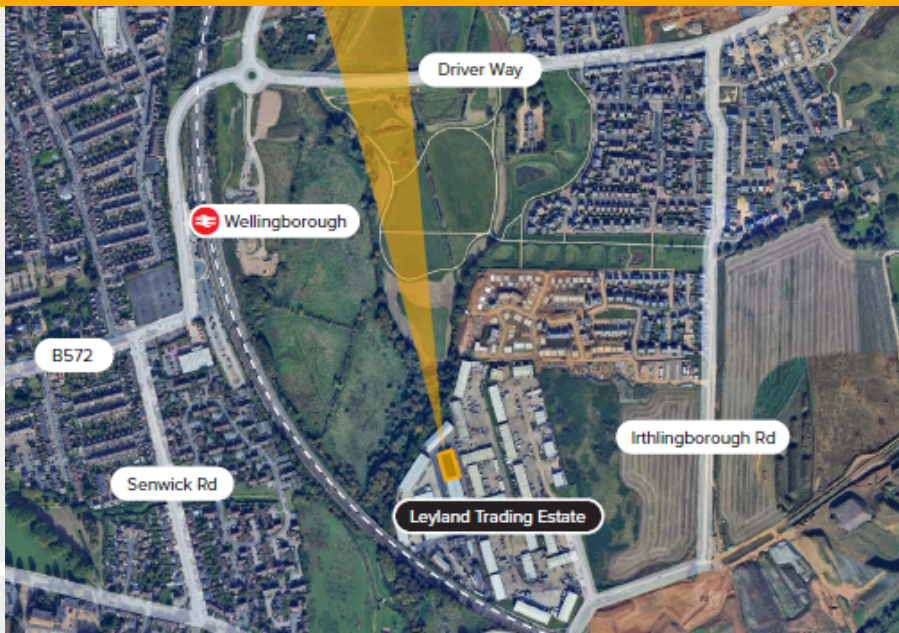 Driver Way
Wellingborough
B572
Irthlingborough Rd
Senwick Rd
Leyland Trading Estate